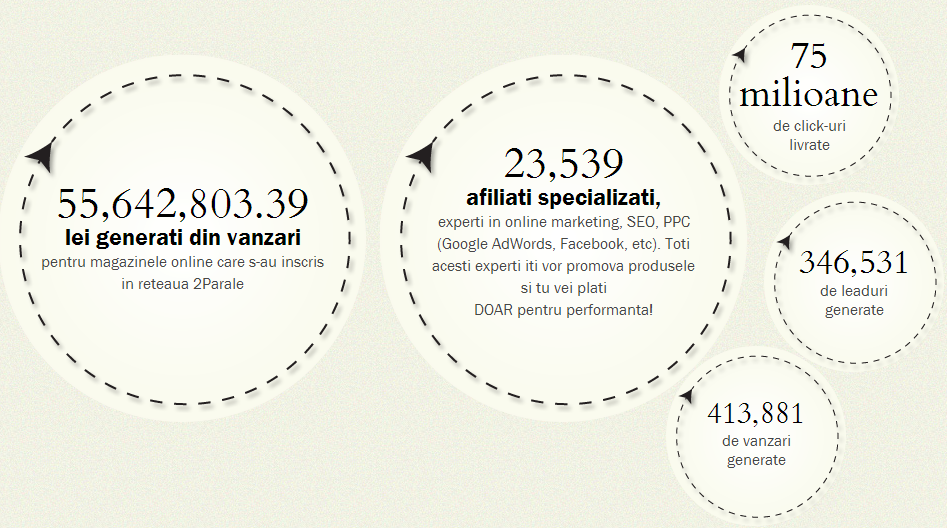 55,642,803.39
lei generati din vanzari
pentru magazinele online care s-au inscris
in reteaua 2Parale
23,539
afiliati specializati,
experti in online marketing, SEO, PPC
(Google AdWords, Facebook, etc). Toti
acesti experti iti vor promova produsele
si tu vei plati
DOAR pentru performanta!
75
milioane
de click-uri
livrate
346,531
de leaduri
generate
413,881
de vanzari
generate